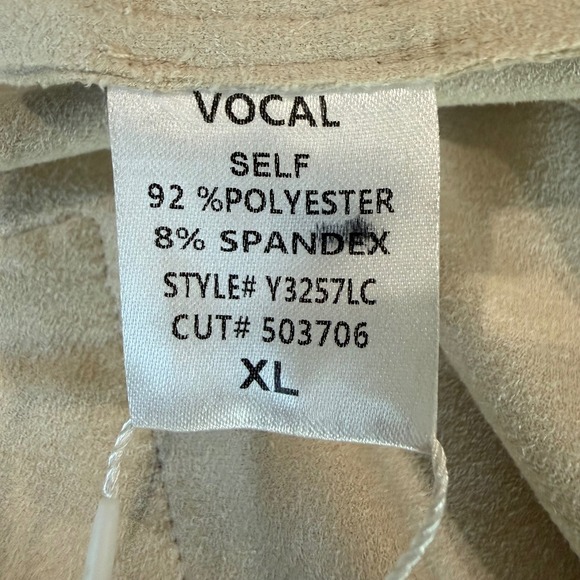 VOCAL
SELF
92 %POLYESTER
8% SPANDEX
STYLE# Y3257LC
CUT# 503706
XL